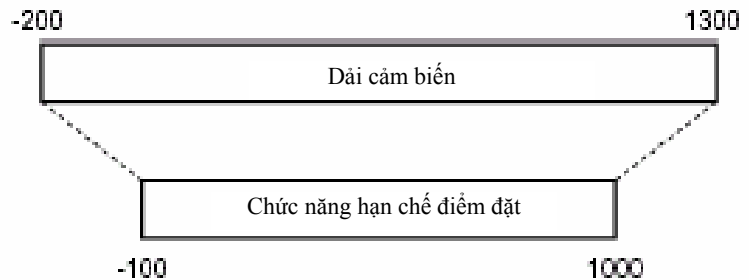 -200 1300
Dải cảm biến
Chức năng hạn chế điểm đặt
-100 1000